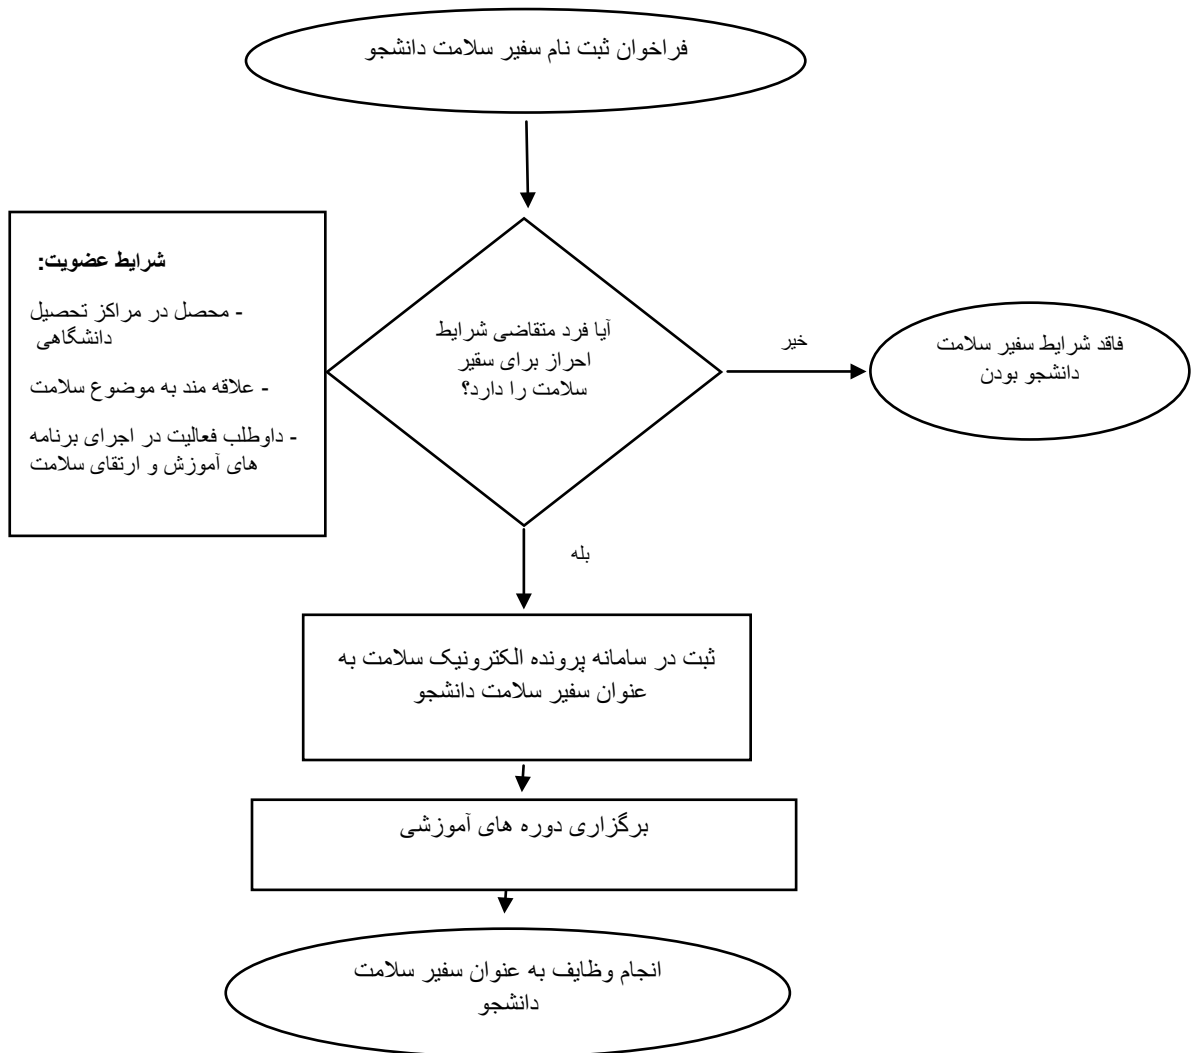 فراخوان ثبت نام سفیر سلامت دانشجو
شرایط عضویت:
- محصل در مراکز تحصیل
دانشگاهی
- علاقه مند به موضوع سلامت
- داوطلب فعالیت در اجرای برنامه
های آموزش و ارتقای سلامت
آیا فرد متقاضی شرایط
احراز برای سقیر
سلامت را دارد؟
خیر
فاقد شرایط سفیر سلامت
دانشجو بودن
بله
ثبت در سامانه پرونده الکترونیک سلامت به
عنوان سفیر سلامت دانشجو
برگزاری دوره های آموزشی
انجام وظایف به عنوان سفیر سلامت
دانشجو